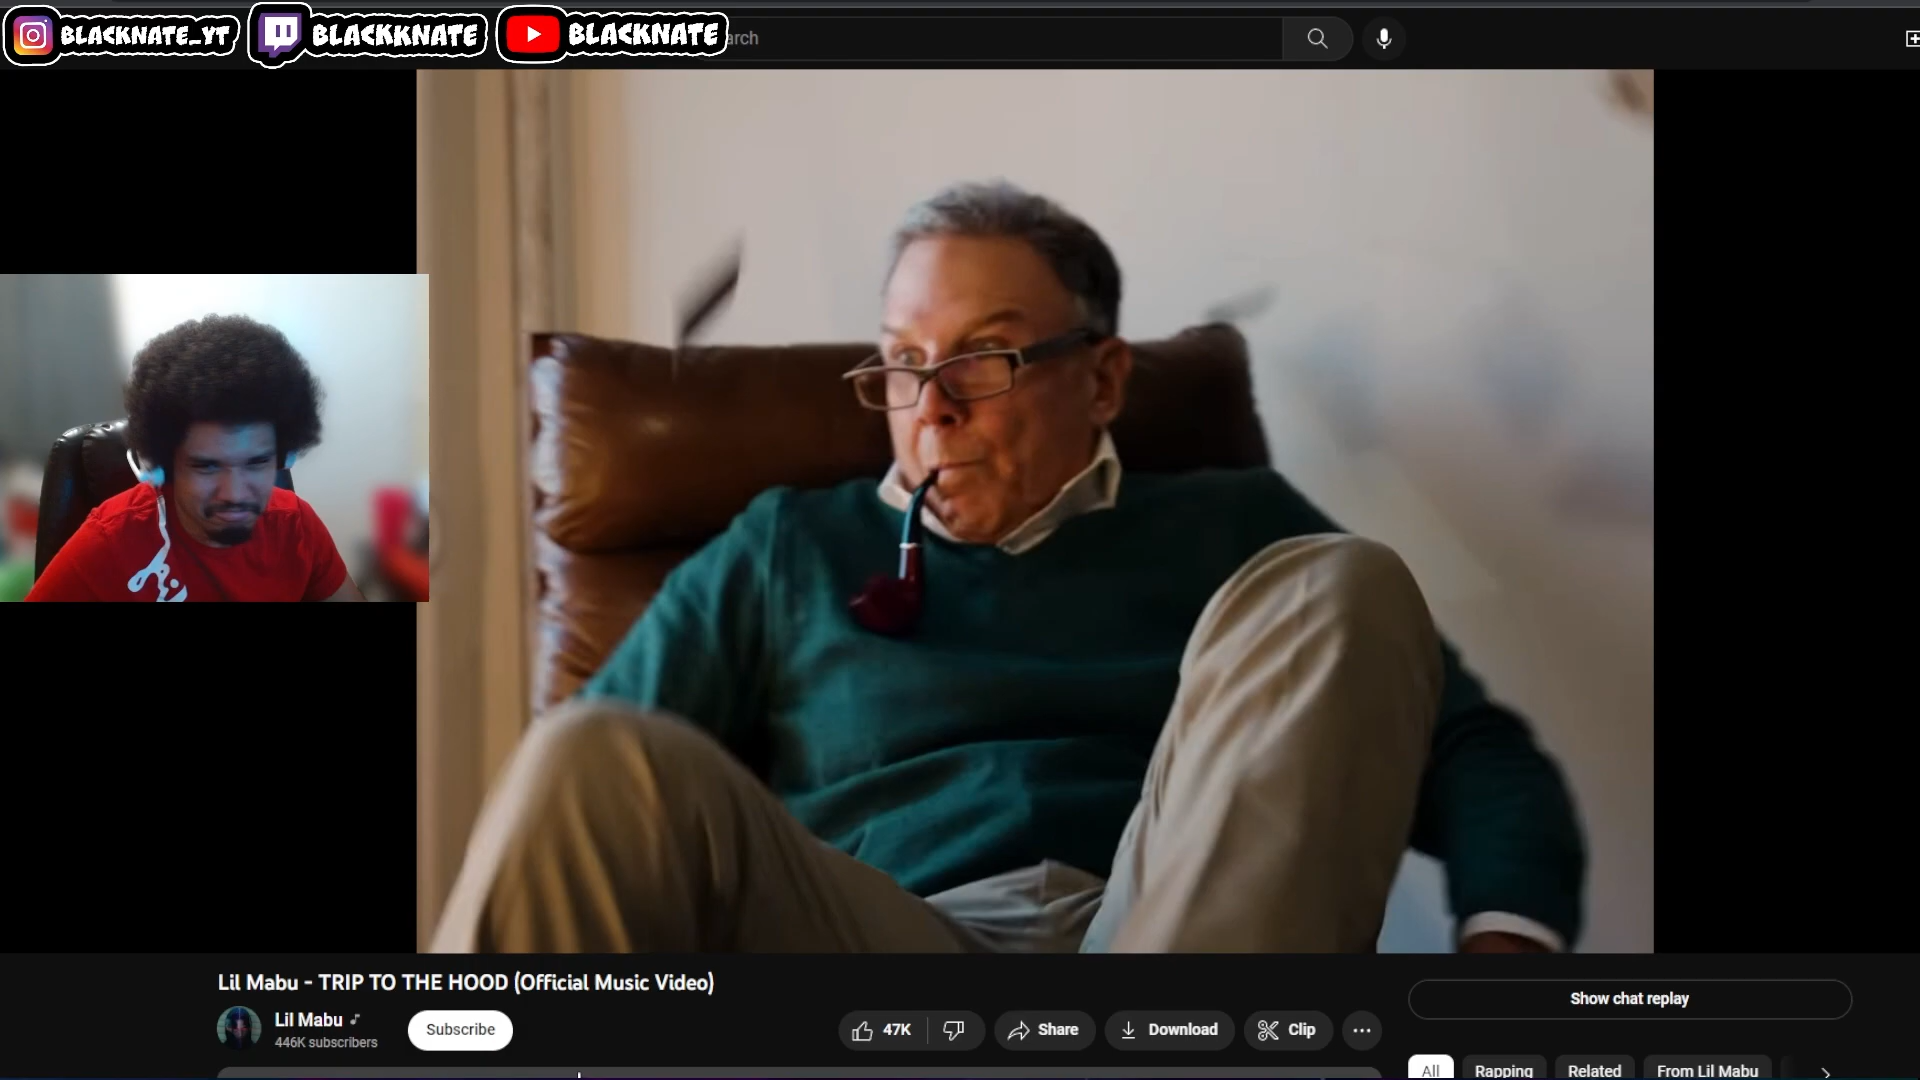 BLACKNATE_YT BLACKKNATE BLACKNATE arch
Lil Mabu - TRIP TO THE HOOD (Official Music Video)
Lil Mabu
446K subscribers
Subscribe
47K
Share
Download
Clip
Show chat replay
All
Rapping
Related
From Lil Mabu